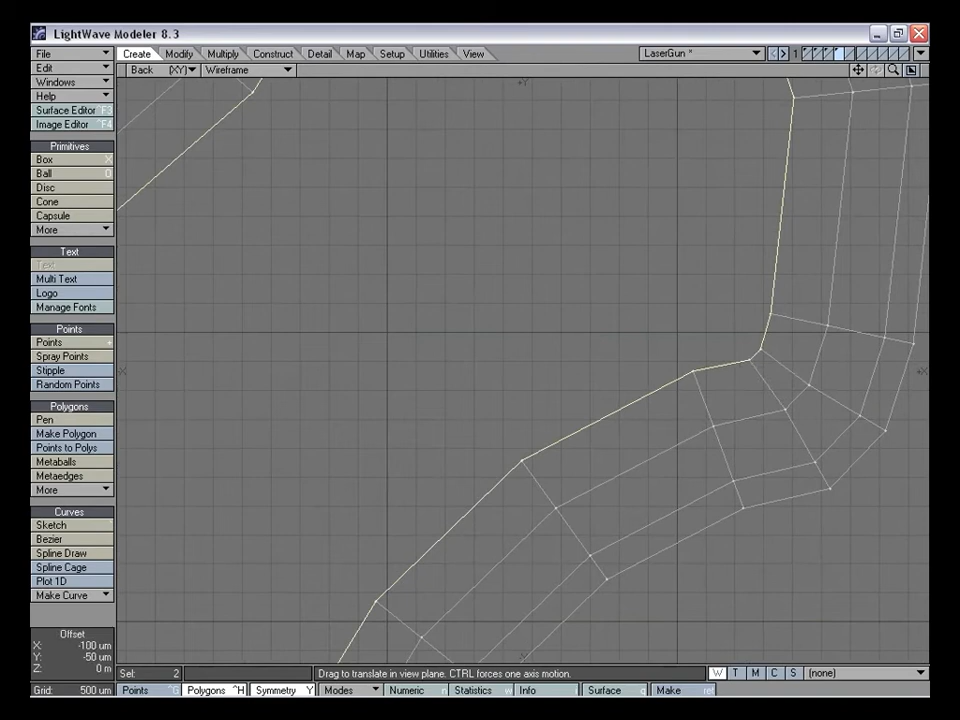 LightWave Modeler 8.3
File Create Modify Multiply Construct Detail Map Setup Utilities View LaserGun * 1
Edit Back (XY) Wireframe
Windows
Help
Surface Editor F3
Image Editor ^F4
Primitives
Box X
Ball O
Disc
Cone
Capsule
More
Text
Text
Multi Text
Logo
Manage Fonts
Points
Points +
Spray Points
Stipple
Random Points
Polygons
Pen
Make Polygon
Points to Polys
Metaballs
Metaedges
More
Curves
Sketch
Bezier
Spline Draw
Spline Cage
Plot 1D
Make Curve
Offset
X: -100 um
Y: -50 um
Z: 0 m
Sel: 2 Drag to translate in view plane. CTRL forces one axis motion. W T M C S (none)
Grid: 500 um Points ^G Polygons ^H Symmetry Y Modes Numeric n Statistics w Info i Surface q Make ret
+Y
-X
+X
-Y